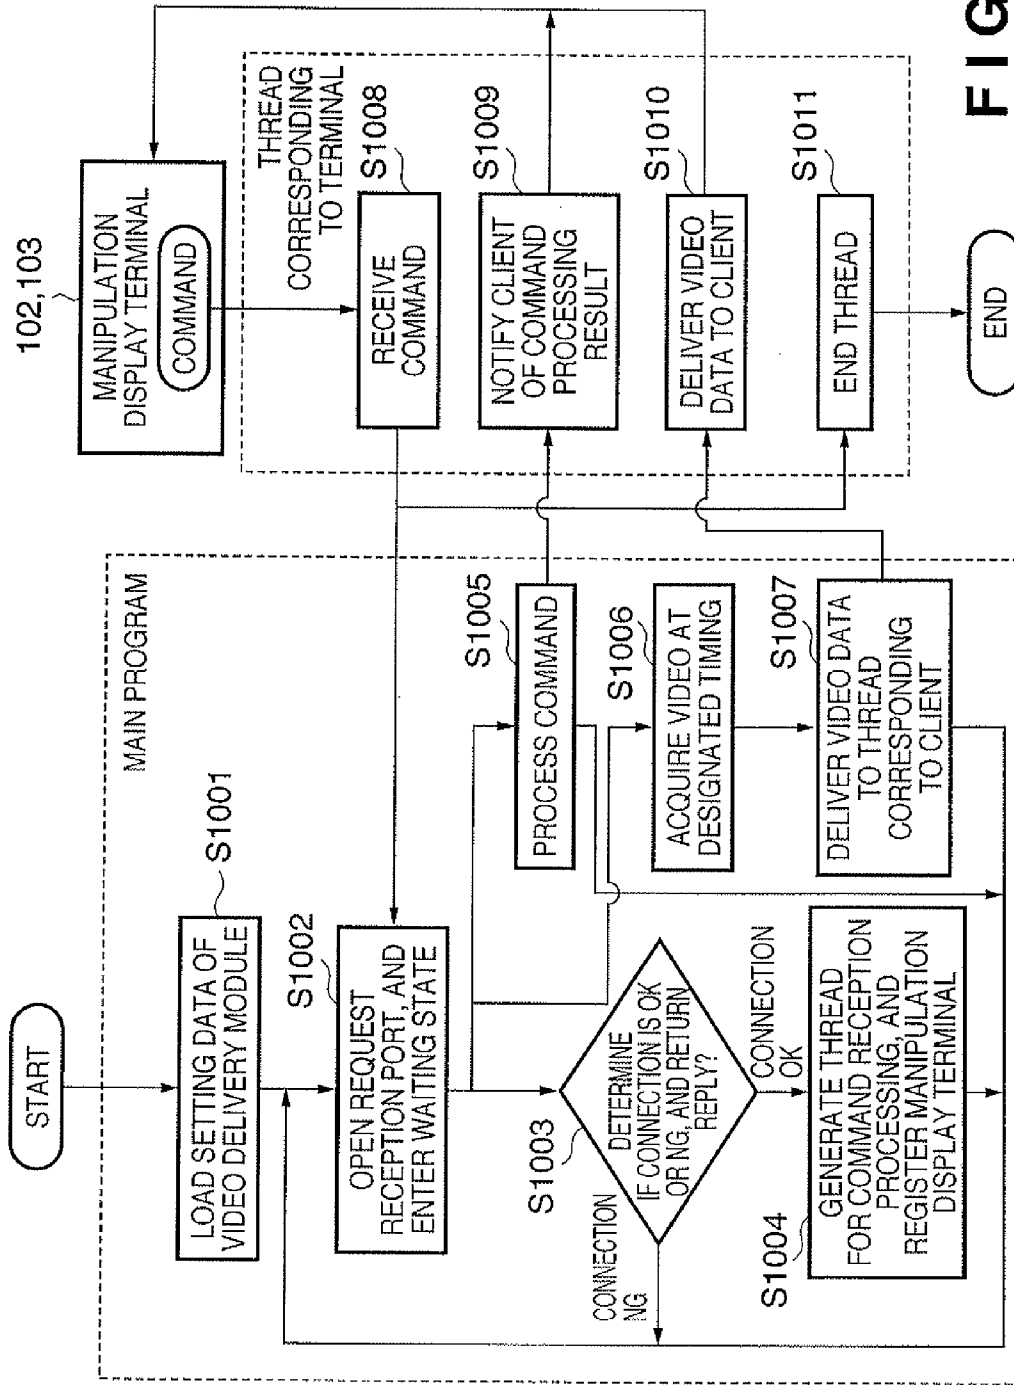 START
MAIN PROGRAM
LOAD SETTING DATA OF
VIDEO DELIVERY MODULE
S1001
OPEN REQUEST
RECEPTION PORT, AND
ENTER WAITING STATE
S1002
DETERMINE
IF CONNECTION IS OK
OR NG, AND RETURN
REPLY?
S1003
CONNECTION
NG
CONNECTION
OK
GENERATE THREAD
FOR COMMAND RECEPTION
PROCESSING, AND
REGISTER MANIPULATION
DISPLAY TERMINAL
S1004
PROCESS COMMAND
S1005
ACQUIRE VIDEO AT
DESIGNATED TIMING
S1006
DELIVER VIDEO DATA
TO THREAD
CORRESPONDING
TO CLIENT
S1007
102,103
MANIPULATION
DISPLAY TERMINAL
COMMAND
THREAD
CORRESPONDING
TO TERMINAL
RECEIVE
COMMAND
S1008
NOTIFY CLIENT
OF COMMAND
PROCESSING
RESULT
S1009
DELIVER VIDEO
DATA TO CLIENT
S1010
END THREAD
S1011
END
FIG